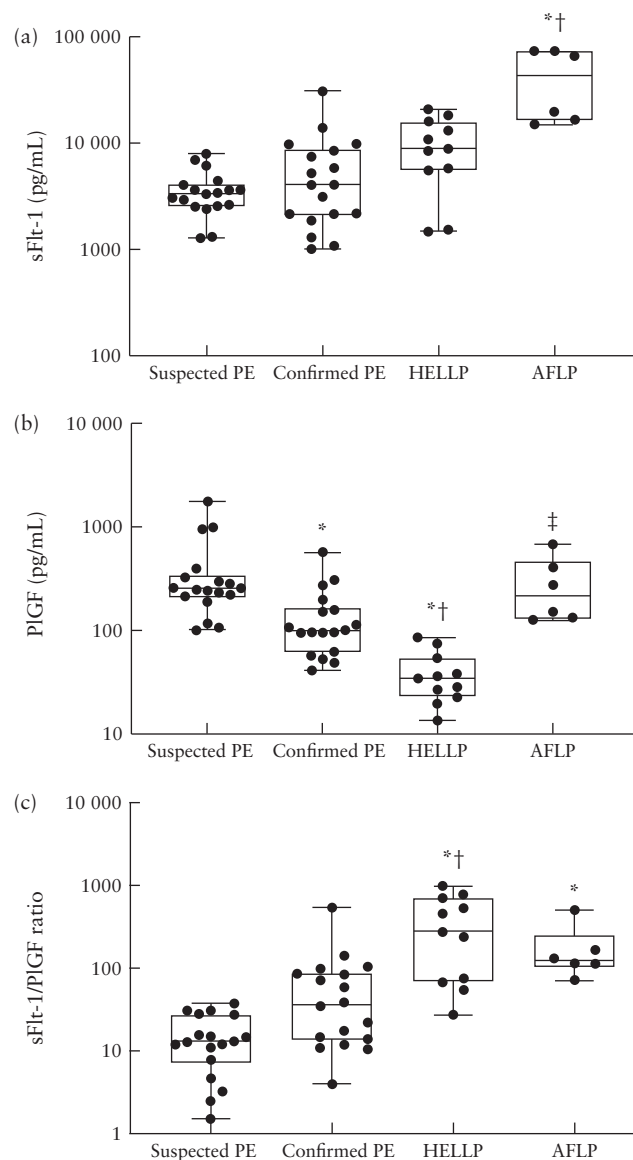 (a)
100 000
10 000
1000
100
sFlt-1 (pg/mL)
*†
Suspected PE Confirmed PE HELLP AFLP
(b)
10 000
1000
100
10
PlGF (pg/mL)
*
*†
‡
Suspected PE Confirmed PE HELLP AFLP
(c)
10 000
1000
100
10
1
sFlt-1/PlGF ratio
*†
*
Suspected PE Confirmed PE HELLP AFLP